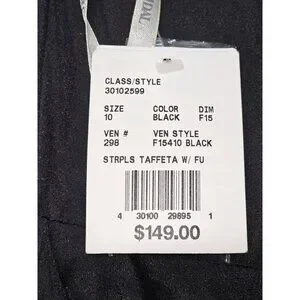 DAL
CLASS/STYLE
30102599
SIZE COLOR DIM
10 BLACK F15
VEN # VEN STYLE
298 F15410 BLACK
STRPLS TAFFETA W/ FU
4 30100 29895 1
$149.00